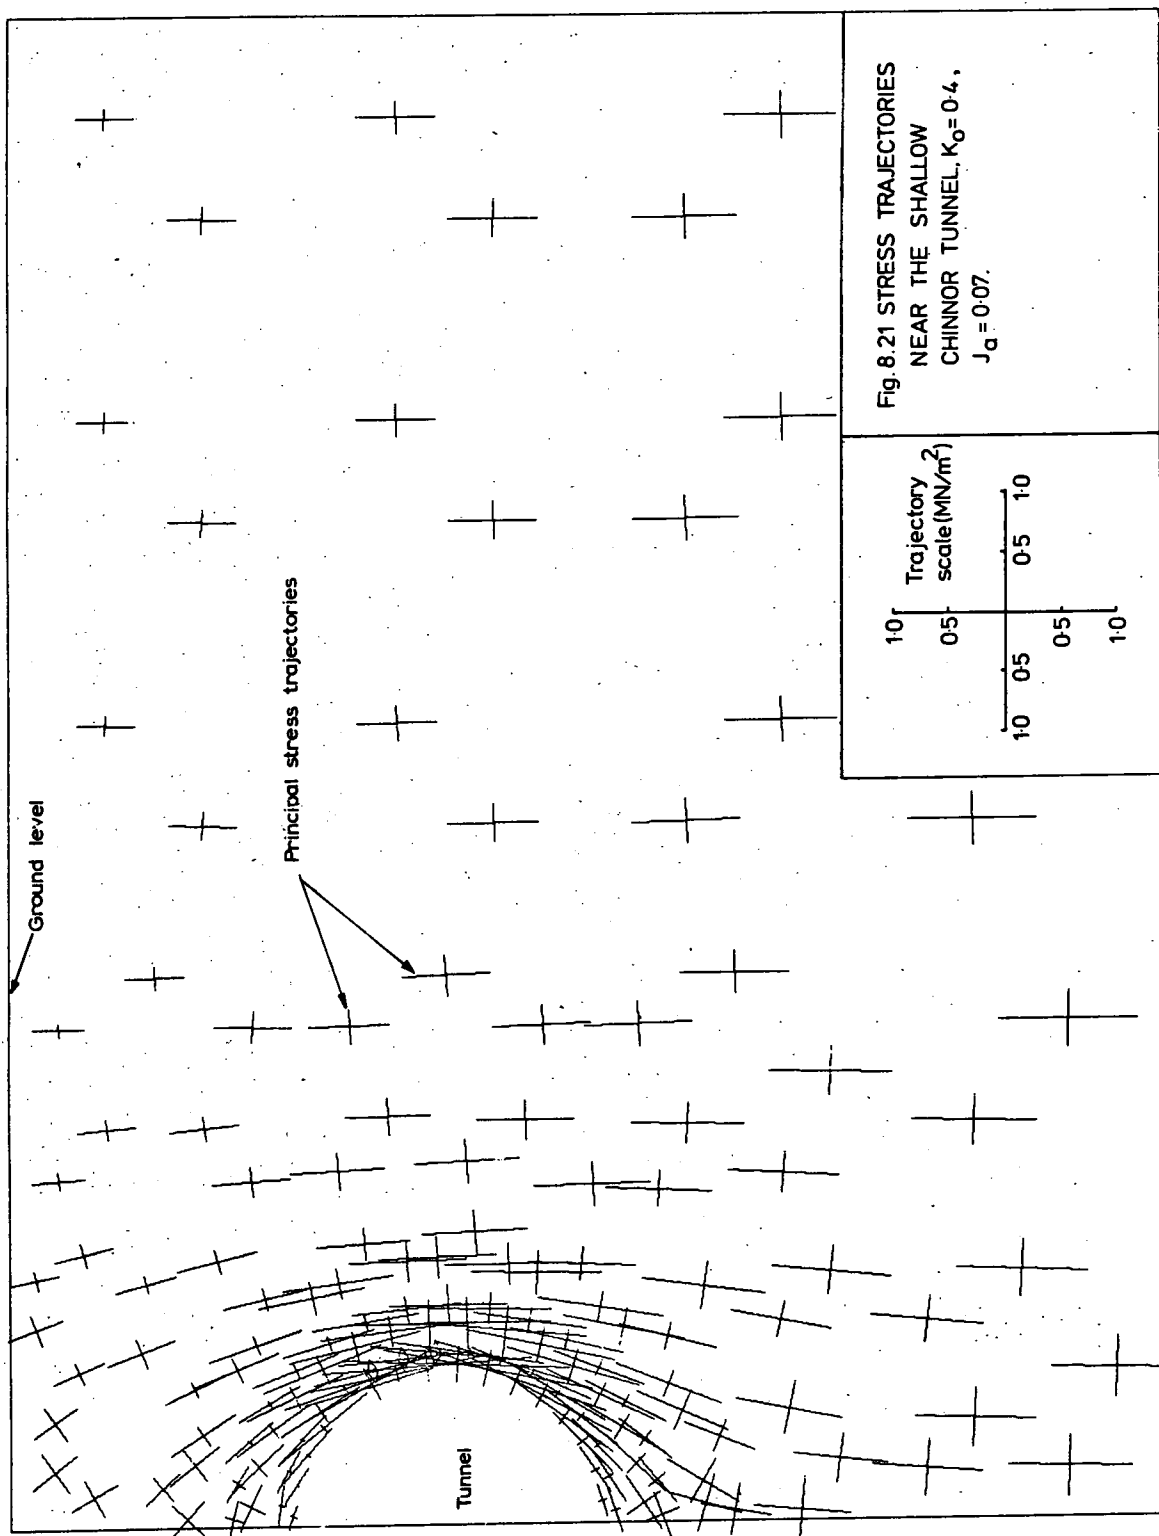 Ground level
Principal stress trajectories
Tunnel
Trajectory
scale (MN/m²)
1·0
0·5
0·5
1·0
1·0
0·5
0·5
1·0
Fig. 8.21 STRESS TRAJECTORIES
NEAR THE SHALLOW
CHINNOR TUNNEL, K₀=0·4,
Jₐ=0·07.